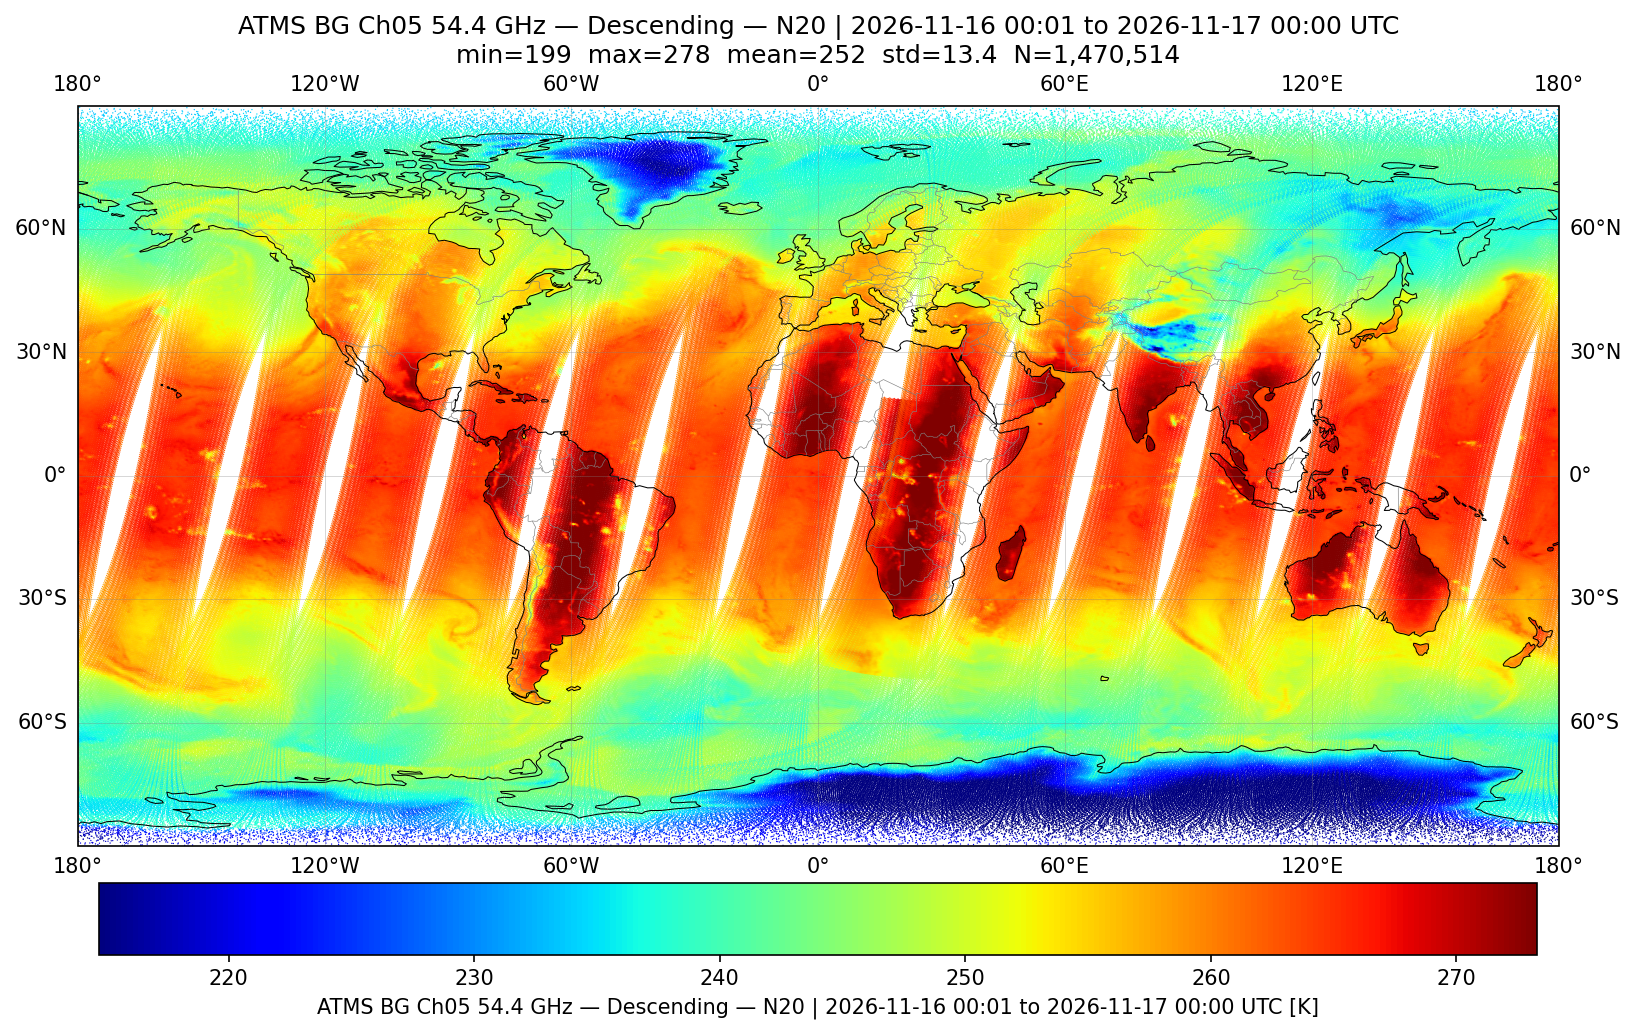 ATMS BG Ch05 54.4 GHz — Descending — N20 | 2026-11-16 00:01 to 2026-11-17 00:00 UTC
min=199 max=278 mean=252 std=13.4 N=1,470,514
180° 120°W 60°W 0° 60°E 120°E 180°
60°N 60°N
30°N 30°N
0° 0°
30°S 30°S
60°S 60°S
180° 120°W 60°W 0° 60°E 120°E 180°
220 230 240 250 260 270
ATMS BG Ch05 54.4 GHz — Descending — N20 | 2026-11-16 00:01 to 2026-11-17 00:00 UTC [K]